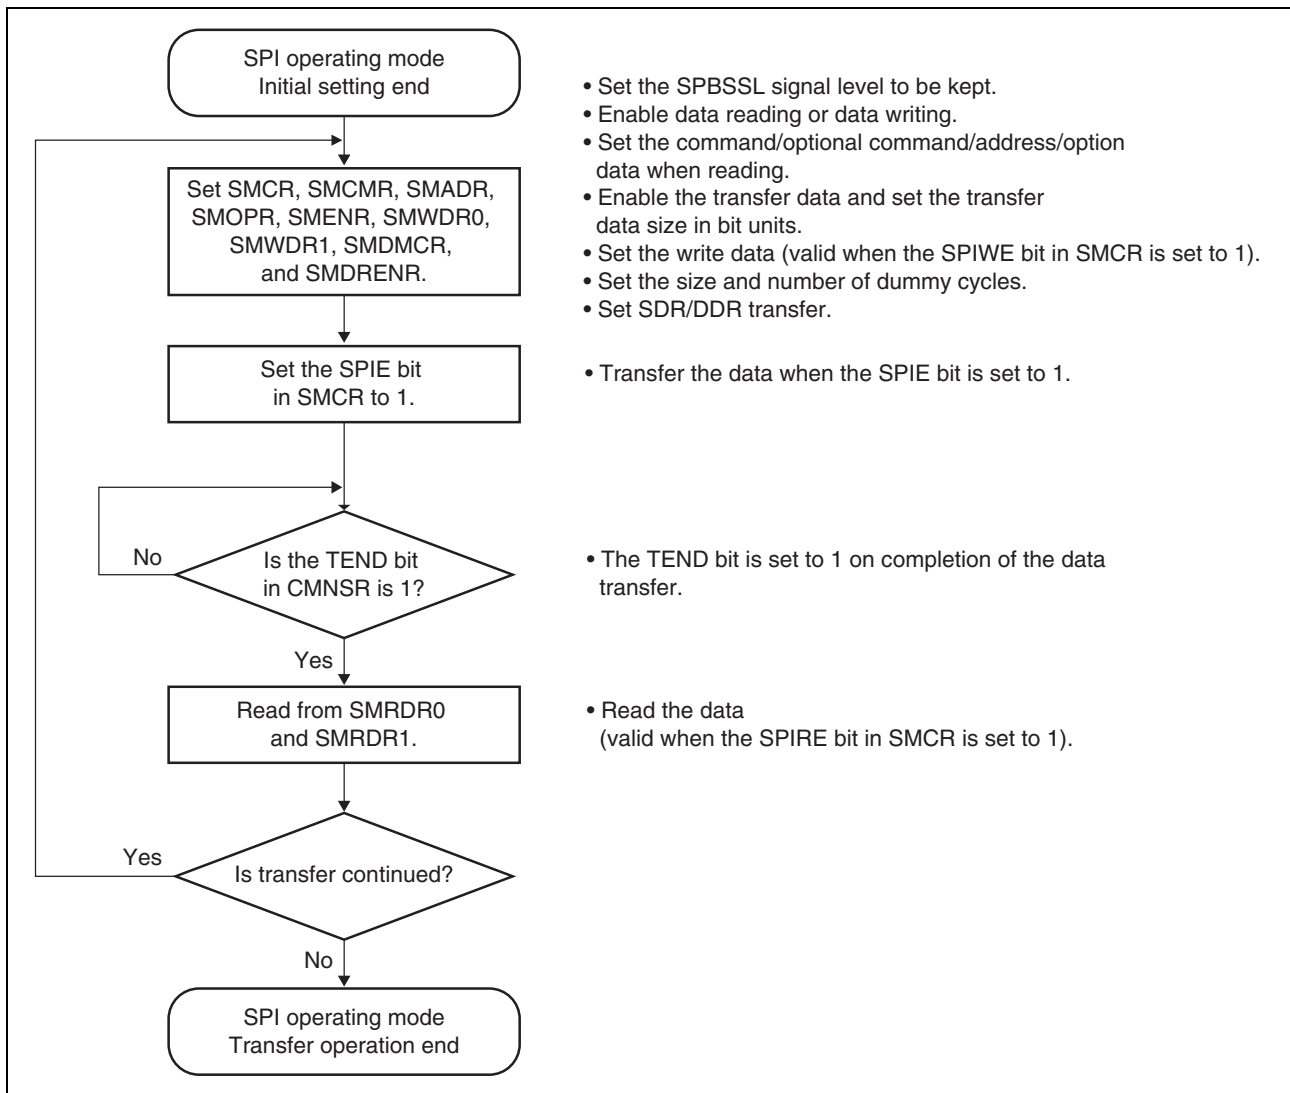 SPI operating mode
Initial setting end
• Set the SPBSSL signal level to be kept.
• Enable data reading or data writing.
• Set the command/optional command/address/option
data when reading.
• Enable the transfer data and set the transfer
data size in bit units.
• Set the write data (valid when the SPIWE bit in SMCR is set to 1).
• Set the size and number of dummy cycles.
• Set SDR/DDR transfer.
Set SMCR, SMCMR, SMADR,
SMOPR, SMENR, SMWDR0,
SMWDR1, SMDMCR,
and SMDRENR.
Set the SPIE bit
in SMCR to 1.
• Transfer the data when the SPIE bit is set to 1.
No
Is the TEND bit
in CMNSR is 1?
• The TEND bit is set to 1 on completion of the data
transfer.
Yes
Read from SMRDR0
and SMRDR1.
• Read the data
(valid when the SPIRE bit in SMCR is set to 1).
Yes
Is transfer continued?
No
SPI operating mode
Transfer operation end